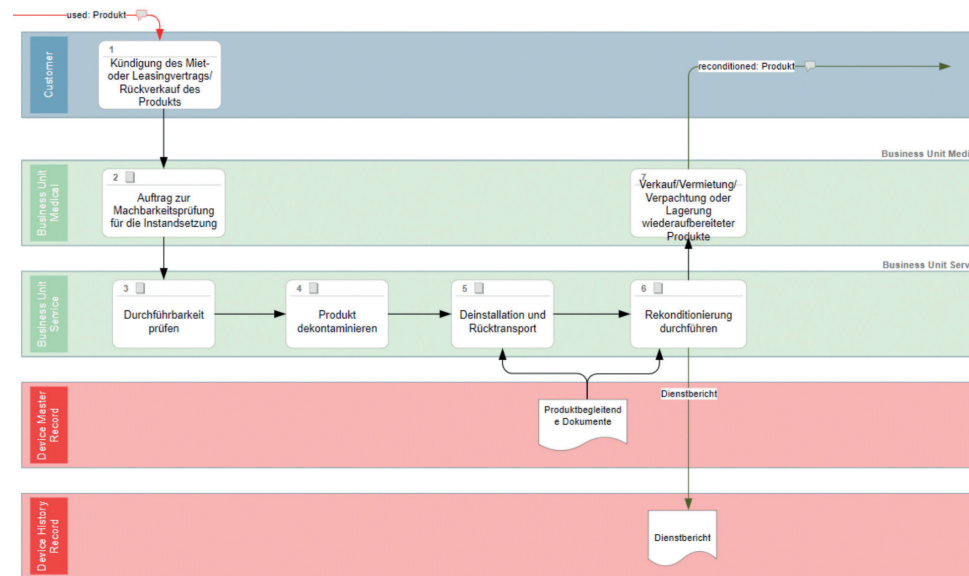 used: Produkt
Customer
1
Kündigung des Miet-
oder Leasingvertrags/
Rückverkauf des
Produkts
reconditioned: Produkt
Business Unit Medi
Business Unit
Medical
2
Auftrag zur
Machbarkeitsprüfung
für die Instandsetzung
7
Verkauf/Vermietung/
Verpachtung oder
Lagerung
wiederaufbereiteter
Produkte
Business Unit Serv
Business Unit
Service
3
Durchführbarkeit
prüfen
4
Produkt
dekontaminieren
5
Deinstallation und
Rücktransport
6
Rekonditionierung
durchführen
Device Master
Record
Produktbegleitend
e Dokumente
Dienstbericht
Device History
Record
Dienstbericht